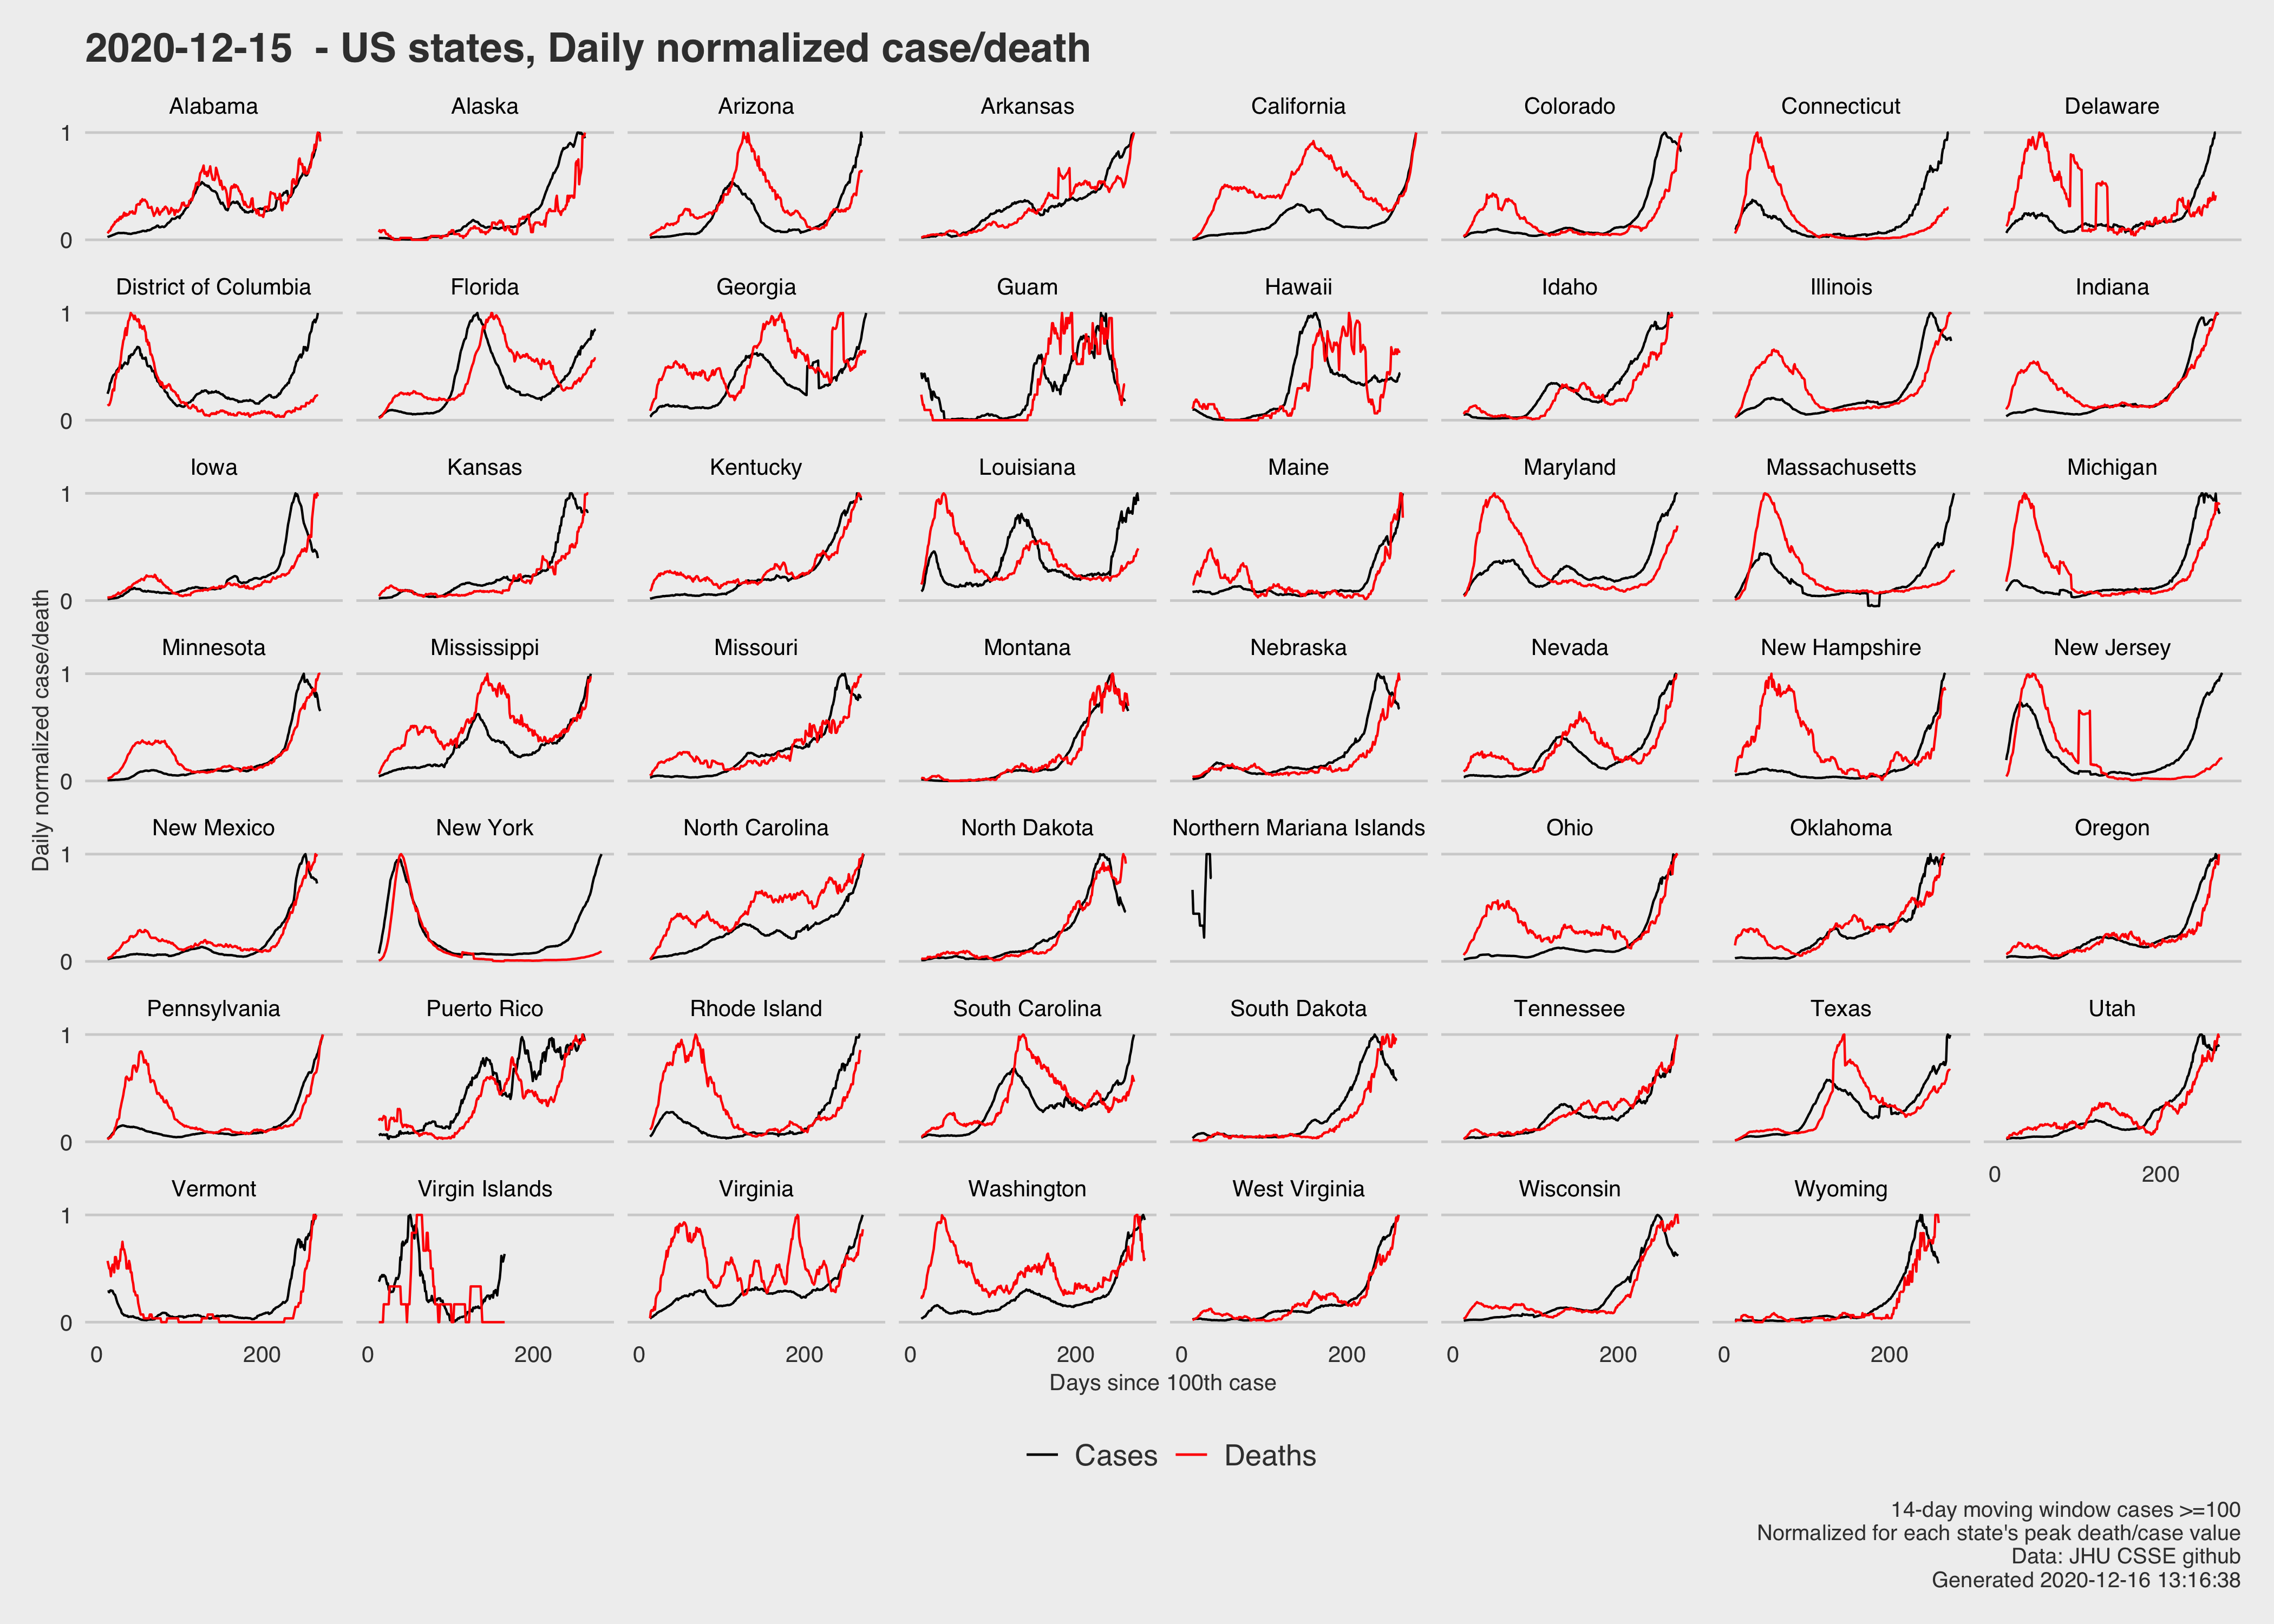 2020-12-15  - US states, Daily normalized case/death
Alabama Alaska Arizona Arkansas California Colorado Connecticut Delaware
1
0
District of Columbia Florida Georgia Guam Hawaii Idaho Illinois Indiana
1
0
Iowa Kansas Kentucky Louisiana Maine Maryland Massachusetts Michigan
1
0
Daily normalized case/death
Minnesota Mississippi Missouri Montana Nebraska Nevada New Hampshire New Jersey
1
0
New Mexico New York North Carolina North Dakota Northern Mariana Islands Ohio Oklahoma Oregon
1
0
Pennsylvania Puerto Rico Rhode Island South Carolina South Dakota Tennessee Texas Utah
1
0
0 200
Vermont Virgin Islands Virginia Washington West Virginia Wisconsin Wyoming
1
0
0 200 0 200 0 200 0 200 0 200 0 200 0 200
Days since 100th case
Cases Deaths
14-day moving window cases >=100
Normalized for each state's peak death/case value
Data: JHU CSSE github
Generated 2020-12-16 13:16:38